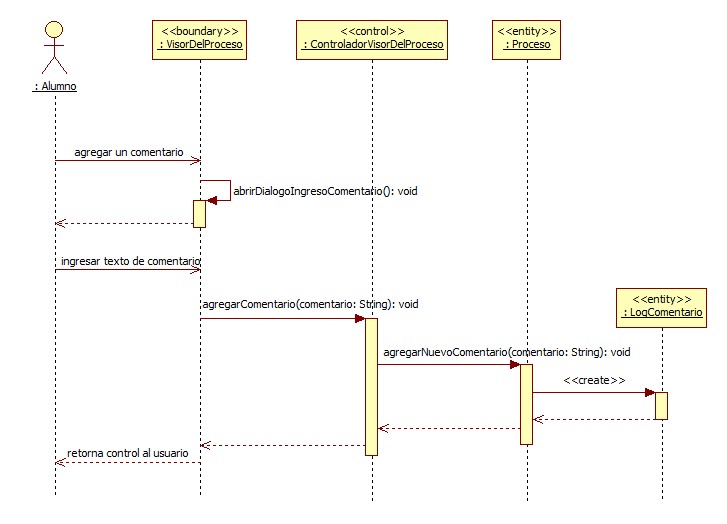 <<boundary>>
: VisorDelProceso
<<control>>
: ControladorVisorDelProceso
<<entity>>
: Proceso
: Alumno
agregar un comentario
abrirDialogoIngresoComentario(): void
ingresar texto de comentario
agregarComentario(comentario: String): void
<<entity>>
: LogComentario
agregarNuevoComentario(comentario: String): void
<<create>>
retorna control al usuario